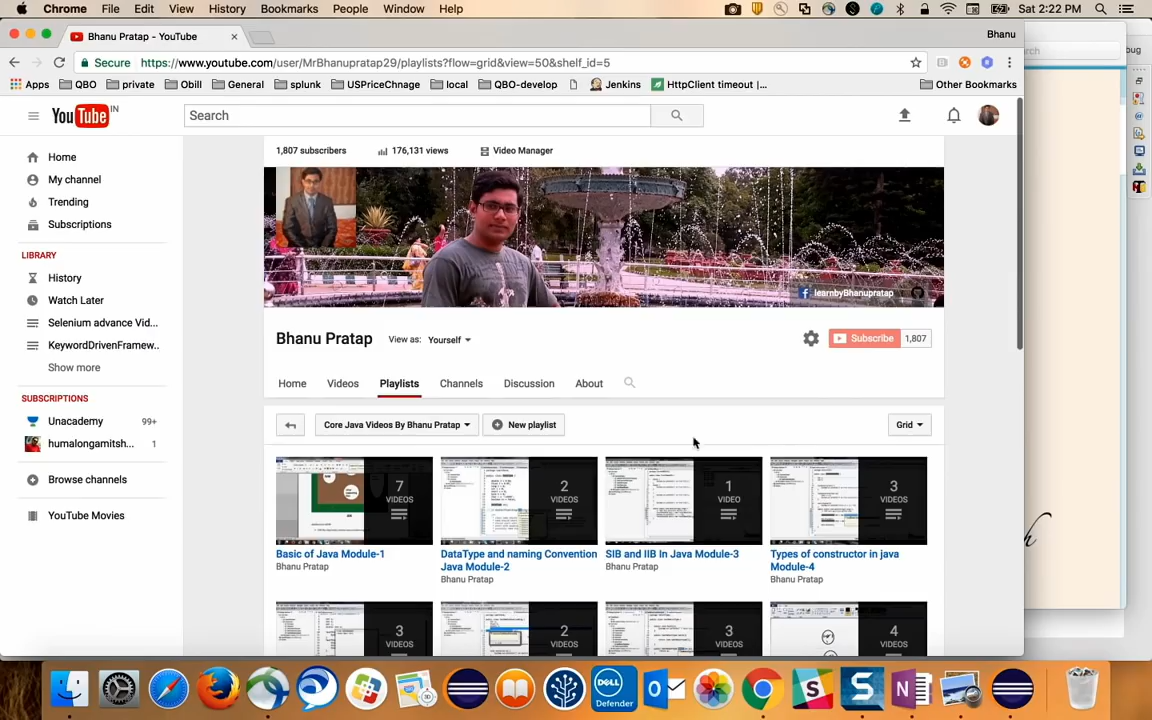 Chrome File Edit View History Bookmarks People Window Help Sat 2:22 PM
Bhanu Pratap - YouTube Bhanu
Secure https://www.youtube.com/user/MrBhanupratap29/playlists?flow=grid&view=50&shelf_id=5
Apps QBO private Obill General splunk USPriceChnage local QBO-develop Jenkins HttpClient timeout |... Other Bookmarks
YouTube IN Search
1,807 subscribers 176,131 views Video Manager
Home
My channel
Trending
Subscriptions
LIBRARY
History
Watch Later
Selenium advance Vid...
KeywordDrivenFramew..
Show more
SUBSCRIPTIONS
Unacademy 99+
humalongamitsh... 1
Browse channels
YouTube Movies
learnbyBhanupratap
Bhanu Pratap View as: Yourself Subscribe 1,807
Home Videos Playlists Channels Discussion About
Core Java Videos By Bhanu Pratap New playlist Grid
7 VIDEOS 2 VIDEOS 1 VIDEO 3 VIDEOS
Basic of Java Module-1
Bhanu Pratap
DataType and naming Convention
Java Module-2
Bhanu Pratap
SIB and IIB In Java Module-3
Bhanu Pratap
Types of constructor in java
Module-4
Bhanu Pratap
3 VIDEOS 2 VIDEOS 3 VIDEOS 4 VIDEOS
DELL
Defender